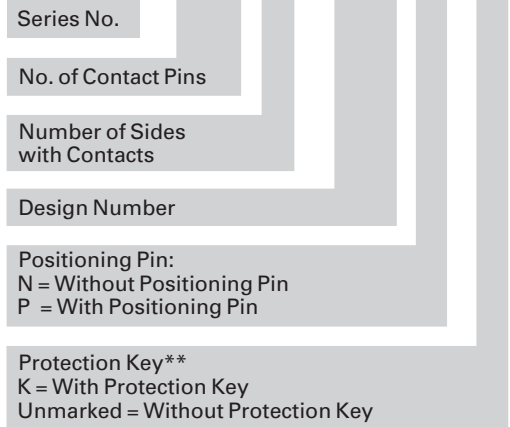 Series No.
No. of Contact Pins
Number of Sides
with Contacts
Design Number
Positioning Pin:
N = Without Positioning Pin
P = With Positioning Pin
Protection Key**
K = With Protection Key
Unmarked = Without Protection Key